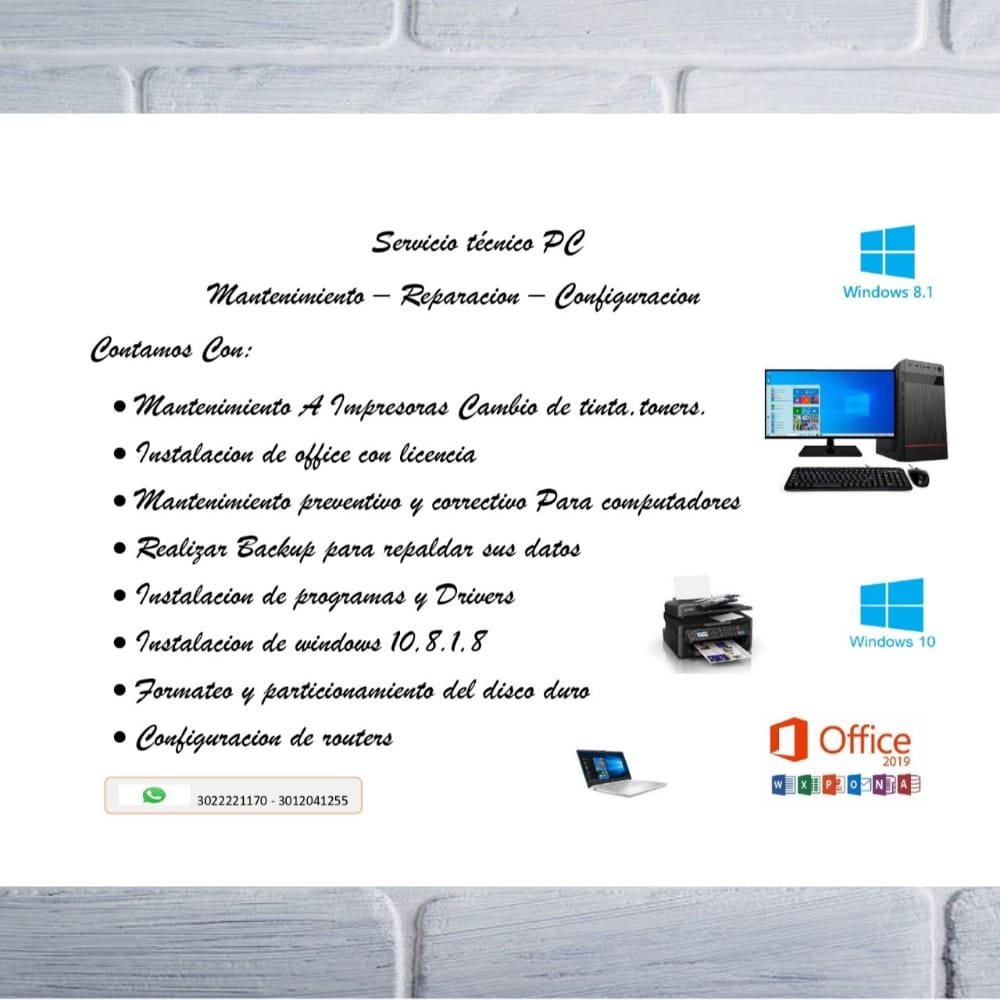 Servicio técnico PC
Mantenimiento – Reparacion – Configuracion
Contamos Con:
• Mantenimiento A Impresoras Cambio de tinta,toners.
• Instalacion de office con licencia
• Mantenimiento preventivo y correctivo Para computadores
• Realizar Backup para repaldar sus datos
• Instalacion de programas y Drivers
• Instalacion de windows 10,8.1,8
• Formateo y particionamiento del disco duro
• Configuracion de routers
3022221170 - 3012041255
Windows 8.1
Windows 10
Office
2019
W X P O N A